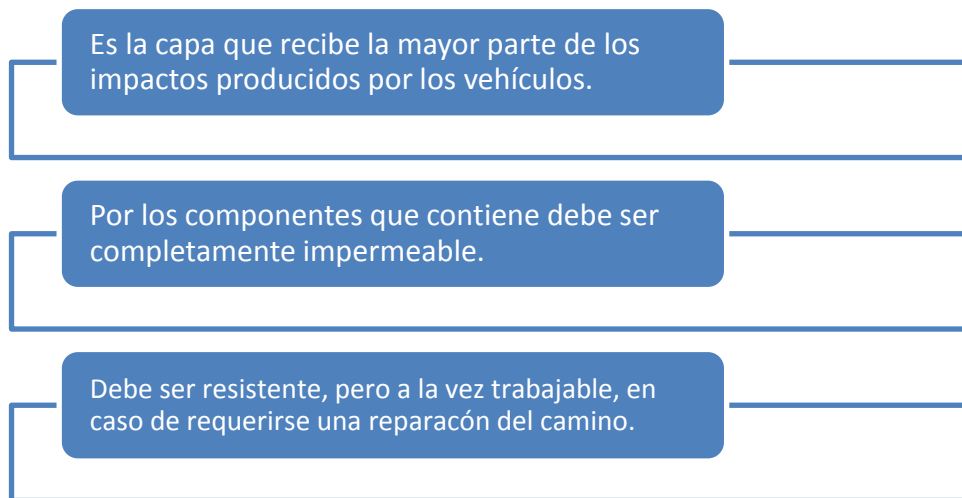 Es la capa que recibe la mayor parte de los
impactos producidos por los vehículos.
Por los componentes que contiene debe ser
completamente impermeable.
Debe ser resistente, pero a la vez trabajable, en
caso de requerirse una reparacón del camino.